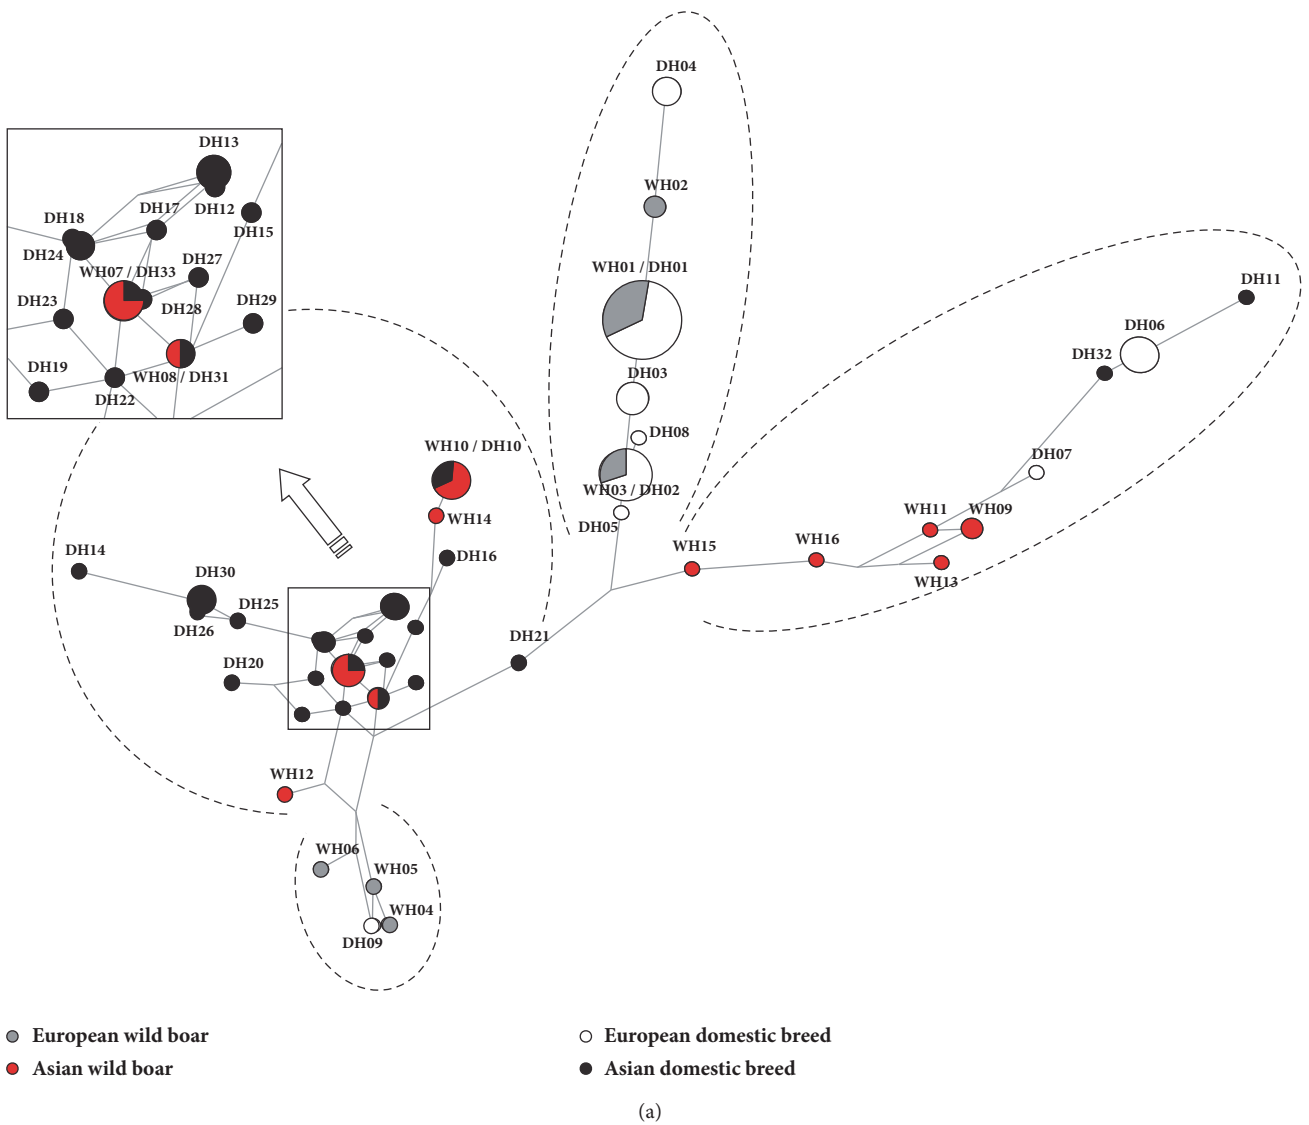 DH04
WH02
WH01 / DH01
DH03
DH08
WH03 / DH02
DH05
DH13
DH12
DH17
DH15
DH18
DH24
DH27
WH07 / DH33
DH28
DH23
DH29
DH19
WH08 / DH31
DH22
DH11
DH06
DH32
DH07
WH11
WH09
WH13
WH16
WH15
WH10 / DH10
WH14
DH16
DH14
DH30
DH25
DH26
DH20
DH21
WH12
WH06
WH05
WH04
DH09
European wild boar
European domestic breed
Asian wild boar
Asian domestic breed
(a)